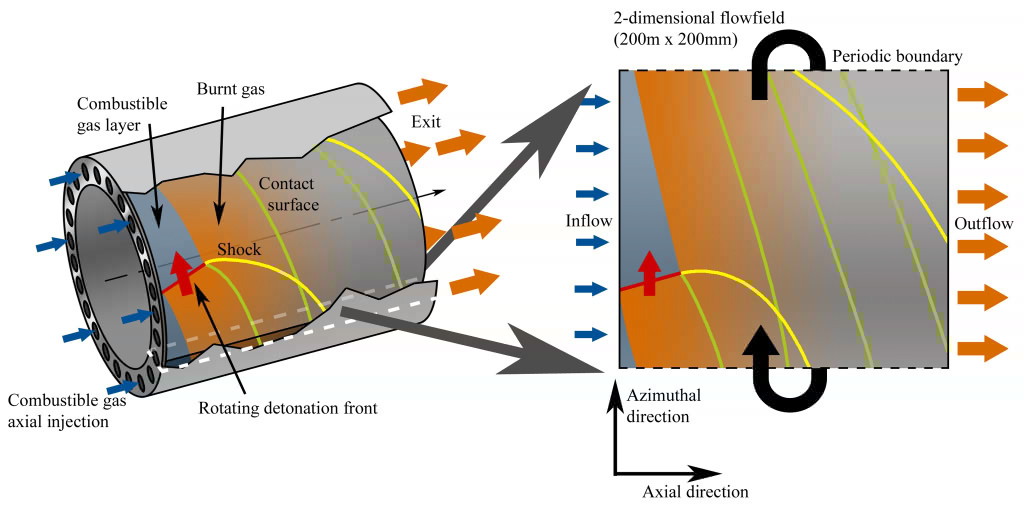 2-dimensional flowfield
(200m x 200mm)
Periodic boundary
Burnt gas
Combustible
gas layer
Exit
Contact
surface
Inflow
Outflow
Shock
Combustible gas
axial injection
Rotating detonation front
Azimuthal
direction
Axial direction